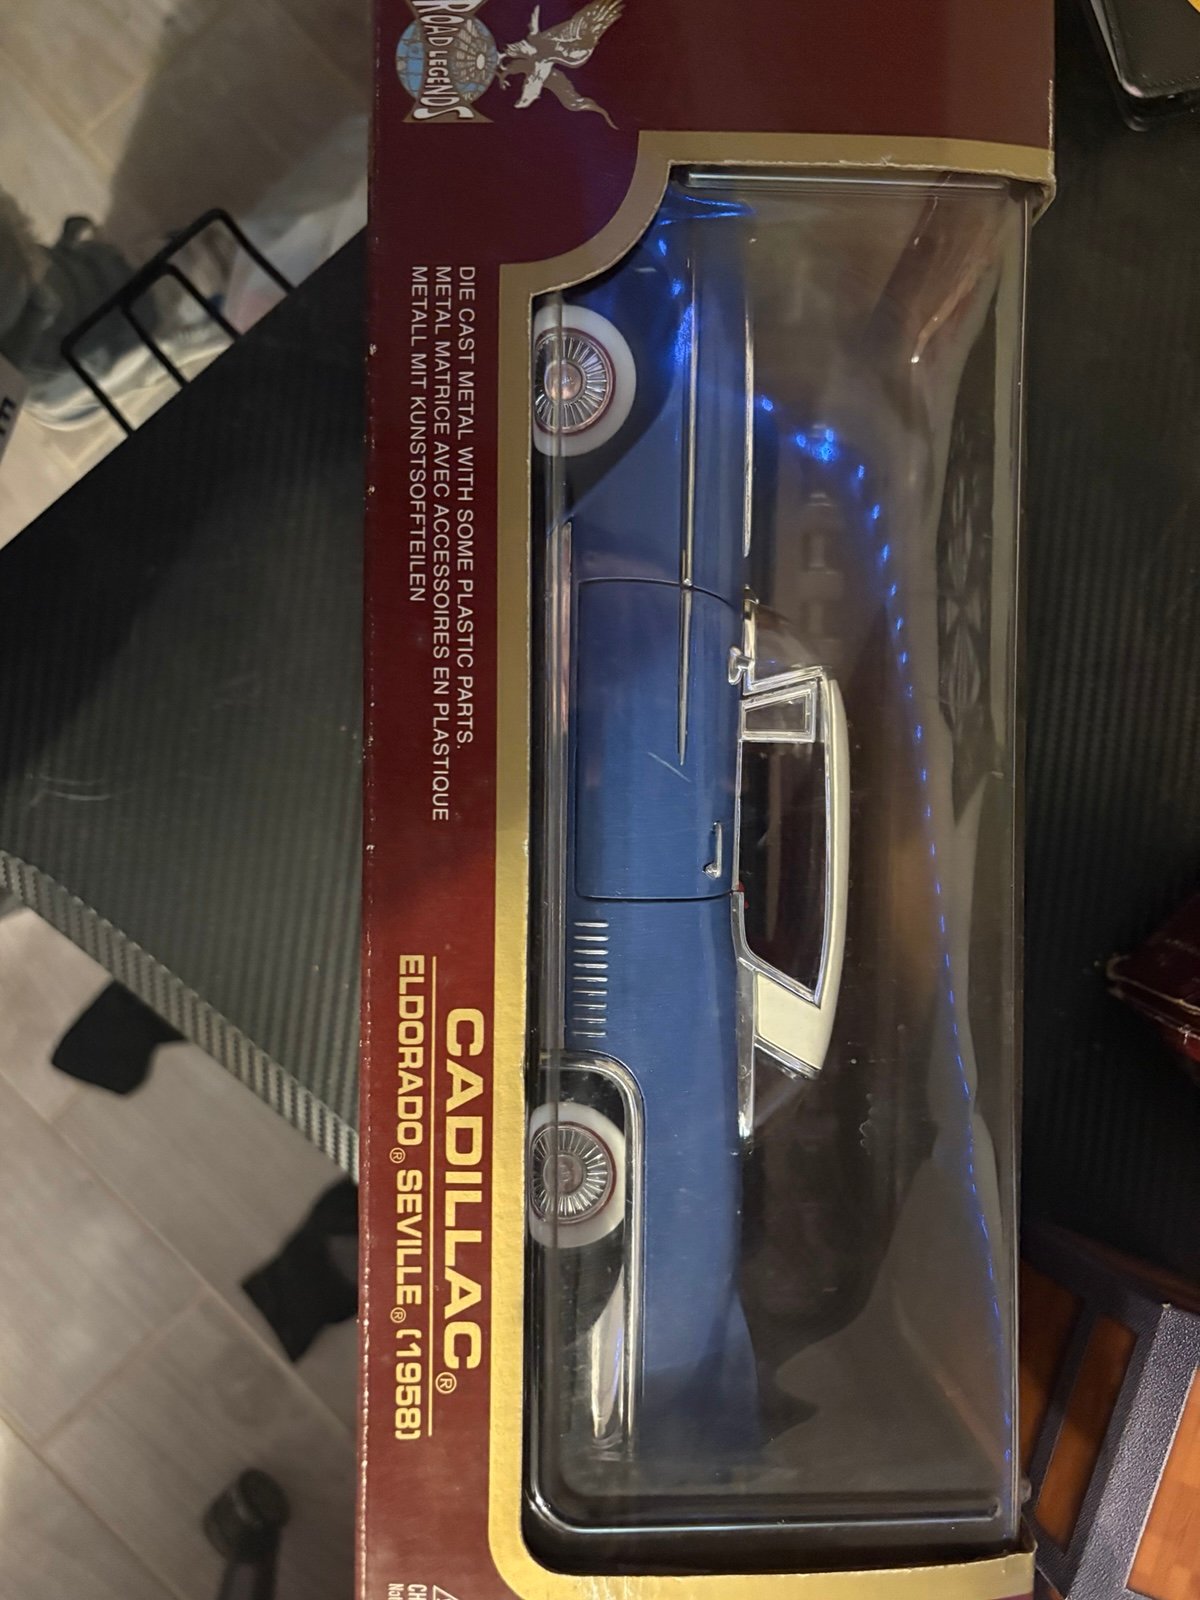 ROAD LEGENDS
DIE CAST METAL WITH SOME PLASTIC PARTS.
METAL MATRICE AVEC ACCESSOIRES EN PLASTIQUE
METALL MIT KUNSTSOFFTEILEN
CADILLAC®
ELDORADO® SEVILLE® (1958)